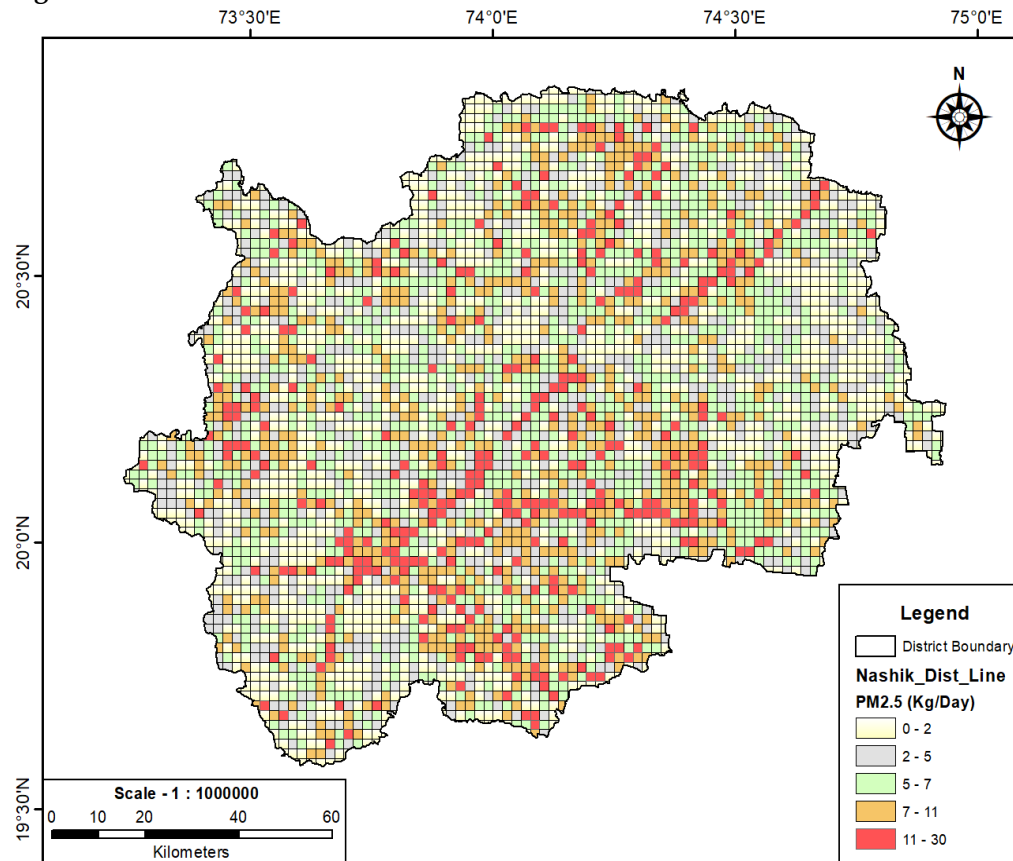 73°30'E 74°0'E 74°30'E 75°0'E
N
20°30'N
20°0'N
19°30'N
Legend
District Boundary
Nashik_Dist_Line
PM2.5 (Kg/Day)
0 - 2
2 - 5
5 - 7
7 - 11
11 - 30
Scale - 1 : 1000000
0 10 20 40 60
Kilometers